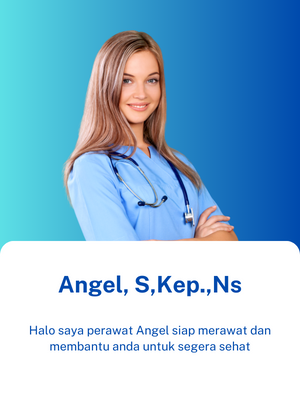 Angel, S,Kep.,Ns
Halo saya perawat Angel siap merawat dan
membantu anda untuk segera sehat